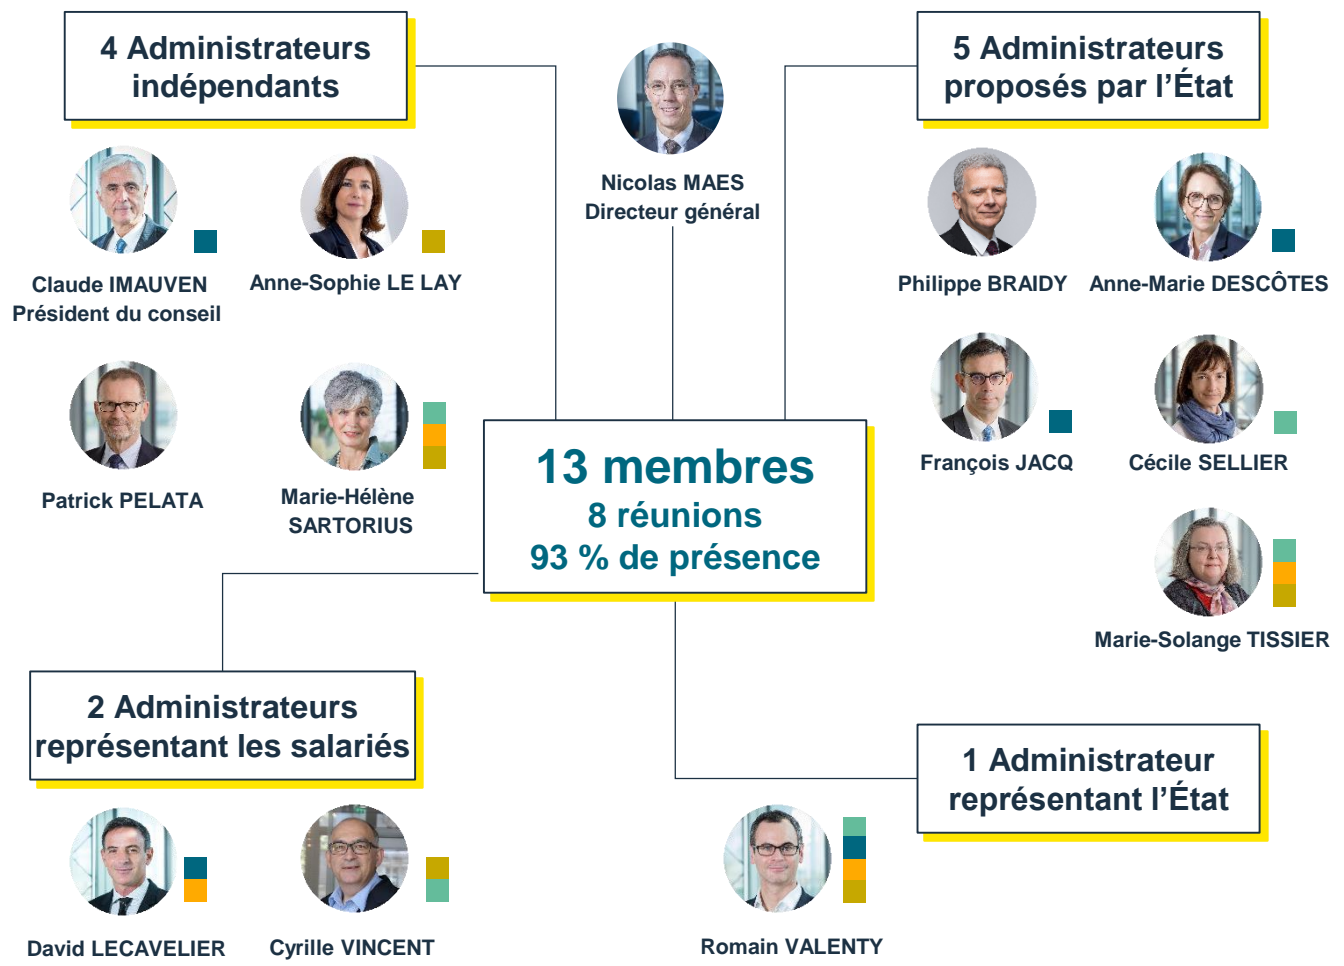 4 Administrateurs
indépendants
Claude IMAUVEN
Président du conseil
Anne-Sophie LE LAY
Patrick PELATA
Marie-Hélène
SARTORIUS
Nicolas MAES
Directeur général
5 Administrateurs
proposés par l’État
Philippe BRAIDY
Anne-Marie DESCÔTES
François JACQ
Cécile SELLIER
Marie-Solange TISSIER
13 membres
8 réunions
93 % de présence
2 Administrateurs
représentant les salariés
David LECAVELIER
Cyrille VINCENT
1 Administrateur
représentant l’État
Romain VALENTY